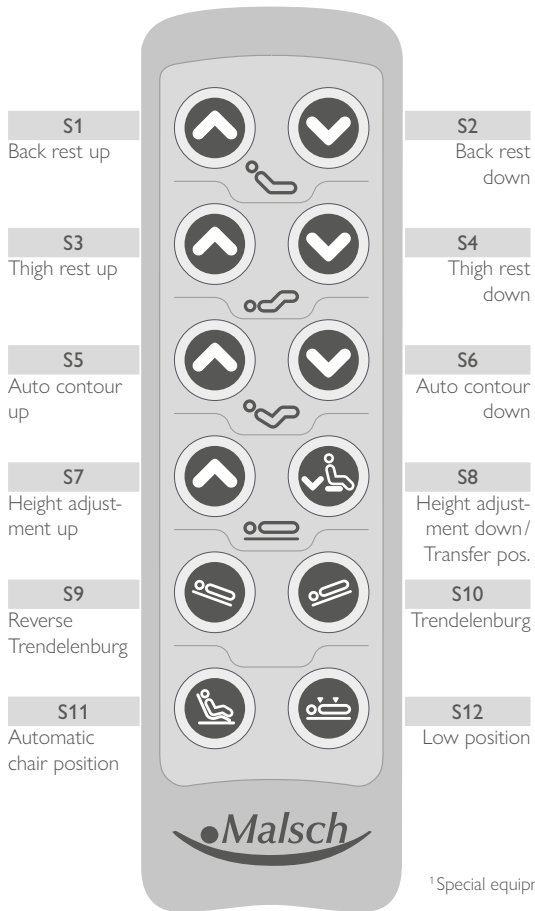 S1
Back rest up
S2
Back rest
down
S3
Thigh rest up
S4
Thigh rest
down
S5
Auto contour
up
S6
Auto contour
down
S7
Height adjust-
ment up
S8
Height adjust-
ment down/
Transfer pos.
S9
Reverse
Trendelenburg
S10
Trendelenburg
S11
Automatic
chair position
S12
Low position
Malsch
¹ Special